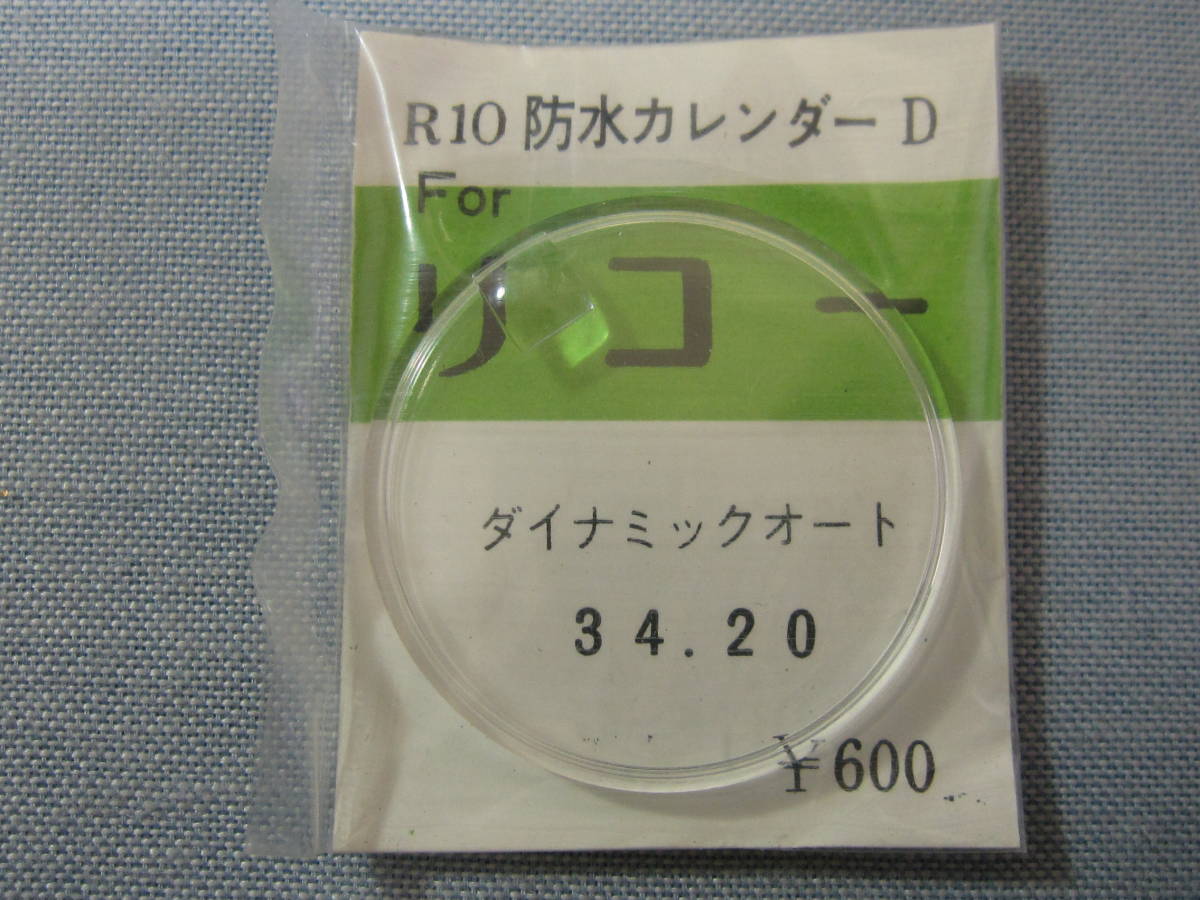 R10 防水カレンダー D
For
リコー
ダイナミックオート
34.20
¥600